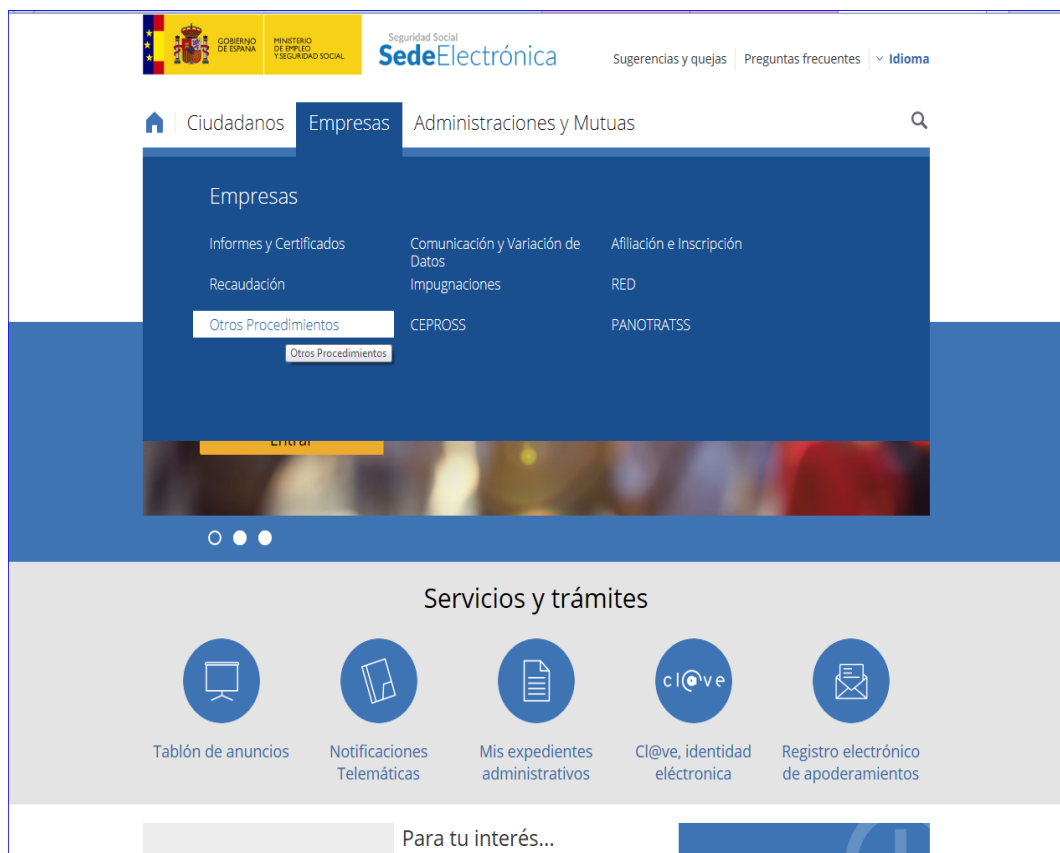 GOBIERNO
DE ESPAÑA
MINISTERIO
DE EMPLEO
Y SEGURIDAD SOCIAL
Seguridad Social
SedeElectrónica
Sugerencias y quejas
Preguntas frecuentes
Idioma
Ciudadanos
Empresas
Administraciones y Mutuas
Empresas
Informes y Certificados
Comunicación y Variación de
Datos
Afiliación e Inscripción
Recaudación
Impugnaciones
RED
Otros Procedimientos
CEPROSS
PANOTRATSS
Otros Procedimientos
Entrar
Servicios y trámites
cl@ve
Tablón de anuncios
Notificaciones
Telemáticas
Mis expedientes
administrativos
Cl@ve, identidad
eléctronica
Registro electrónico
de apoderamientos
Para tu interés...